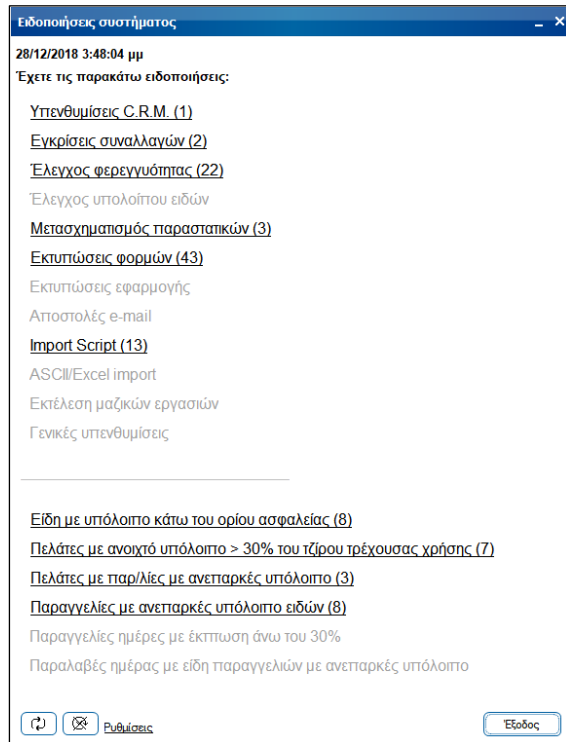 Ειδοποιήσεις συστήματος
28/12/2018 3:48:04 μμ
Έχετε τις παρακάτω ειδοποιήσεις:
Υπενθυμίσεις C.R.M. (1)
Εγκρίσεις συναλλαγών (2)
Έλεγχος φερεγγυότητας (22)
Έλεγχος υπολοίπου ειδών
Μετασχηματισμός παραστατικών (3)
Εκτυπώσεις φορμών (43)
Εκτυπώσεις εφαρμογής
Αποστολές e-mail
Import Script (13)
ASCII/Excel import
Εκτέλεση μαζικών εργασιών
Γενικές υπενθυμίσεις
Είδη με υπόλοιπο κάτω του ορίου ασφαλείας (8)
Πελάτες με ανοιχτό υπόλοιπο > 30% του τζίρου τρέχουσας χρήσης (7)
Πελάτες με παρ/λίες με ανεπαρκές υπόλοιπο (3)
Παραγγελίες με ανεπαρκές υπόλοιπο ειδών (8)
Παραγγελίες ημέρες με έκπτωση άνω του 30%
Παραλαβές ημέρας με είδη παραγγελιών με ανεπαρκές υπόλοιπο
Ρυθμίσεις
Έξοδος